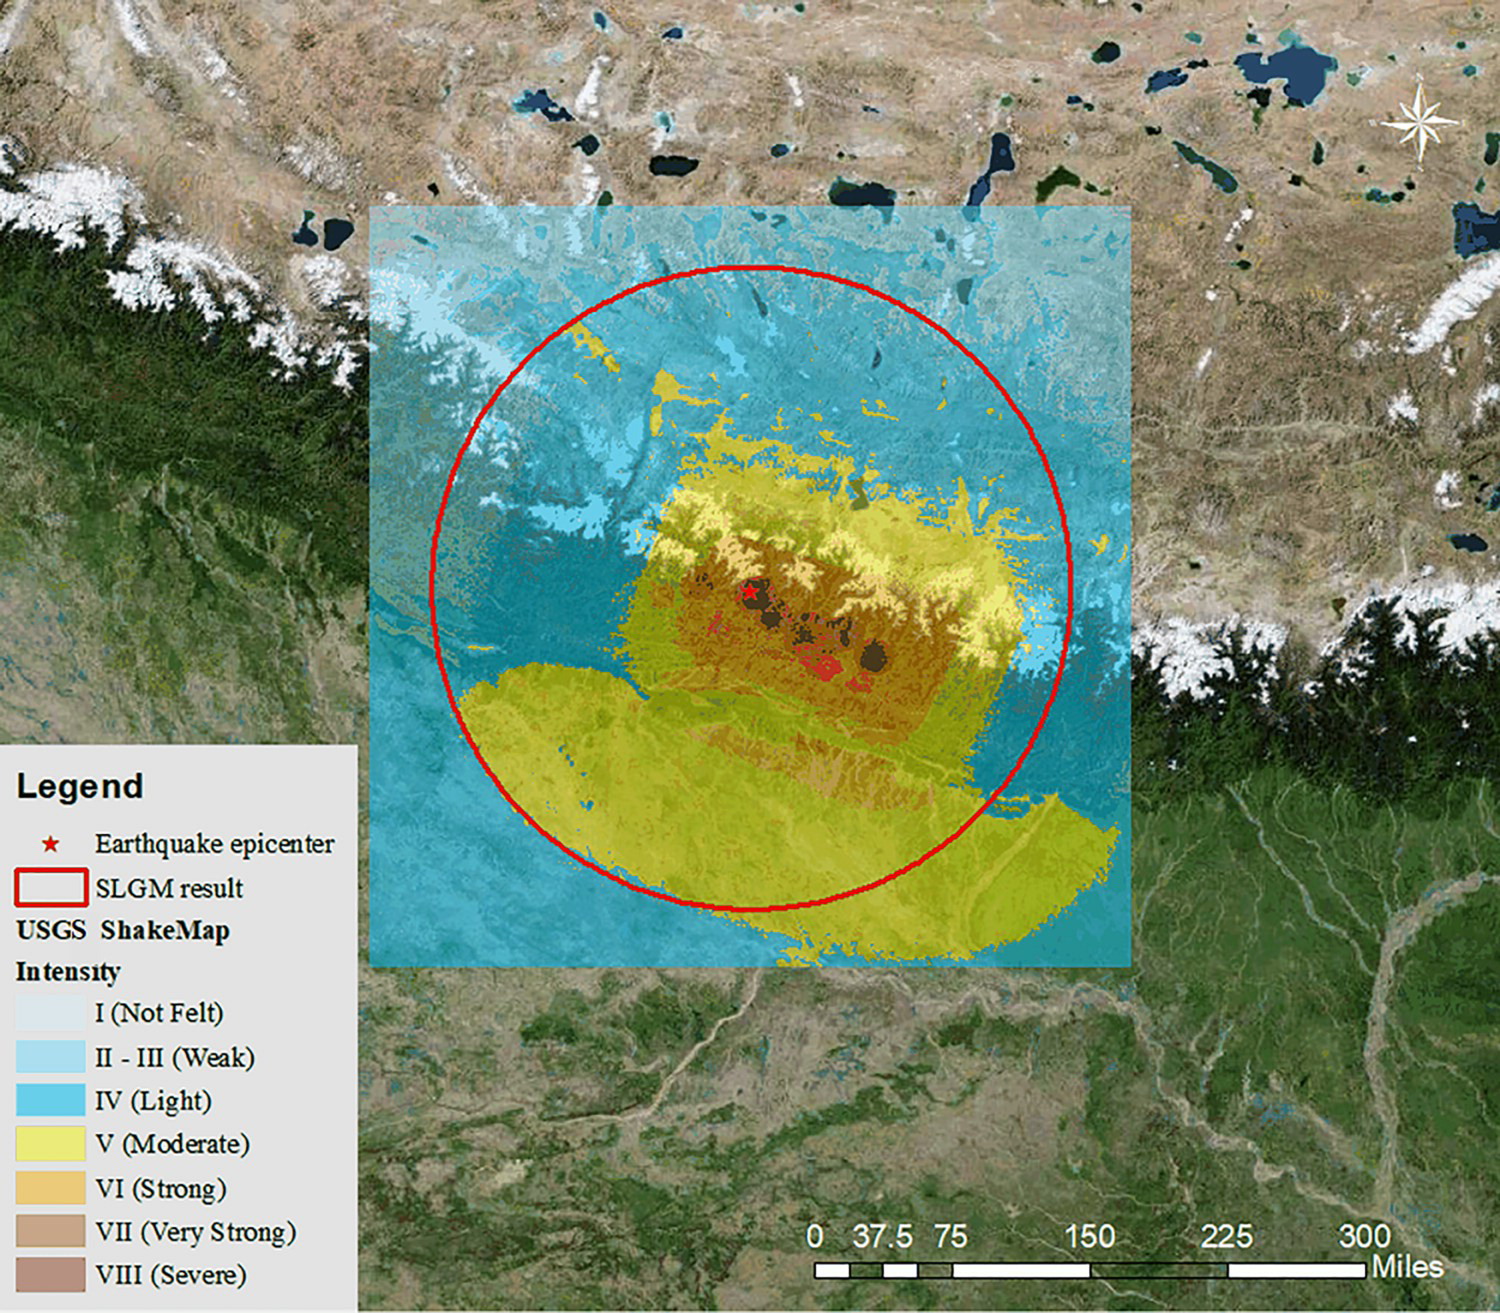 Legend
Earthquake epicenter
SLGM result
USGS ShakeMap
Intensity
I (Not Felt)
II - III (Weak)
IV (Light)
V (Moderate)
VI (Strong)
VII (Very Strong)
VIII (Severe)
0 37.5 75 150 225 300
Miles